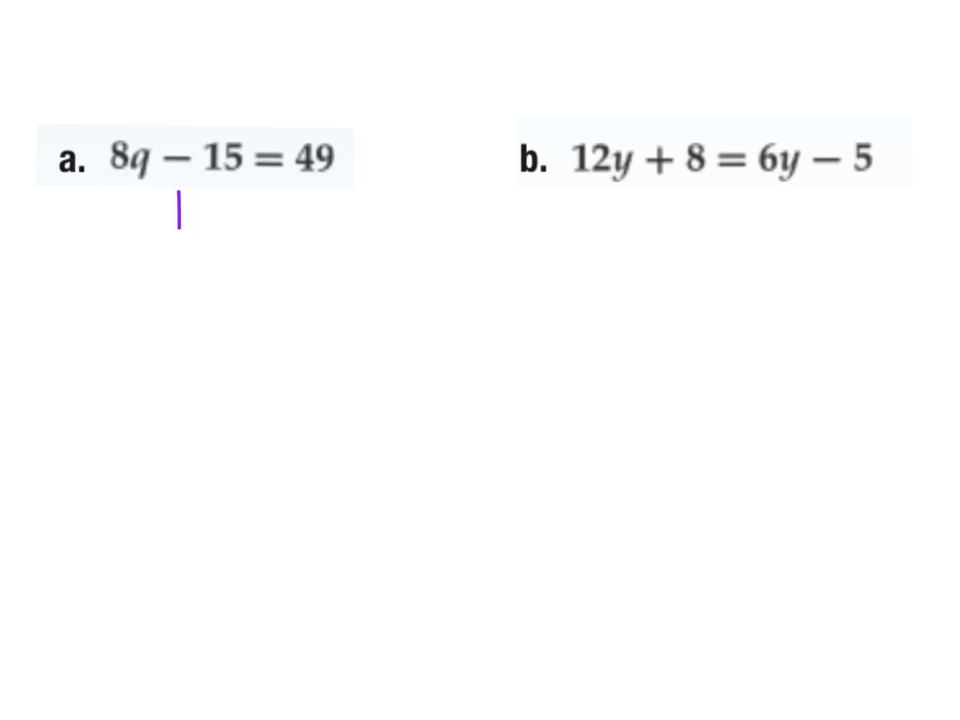 a. 8q − 15 = 49
b. 12y + 8 = 6y − 5